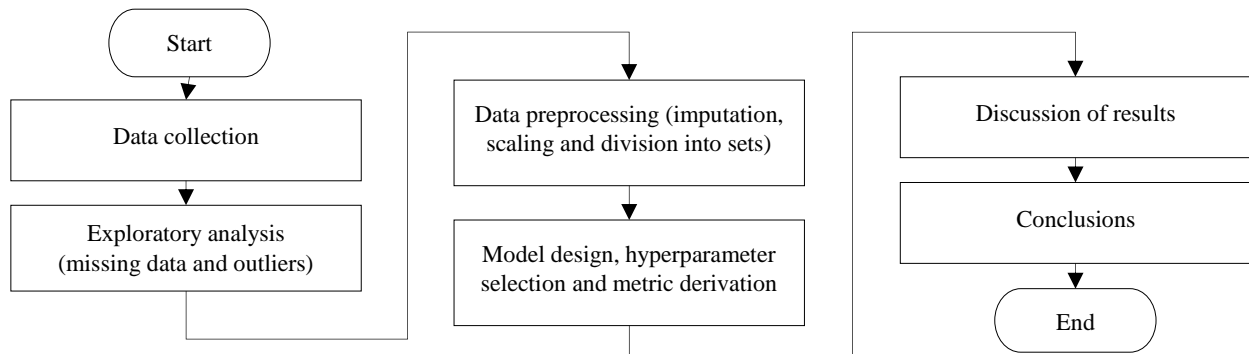 Start
Data collection
Exploratory analysis
(missing data and outliers)
Data preprocessing (imputation,
scaling and division into sets)
Model design, hyperparameter
selection and metric derivation
Discussion of results
Conclusions
End